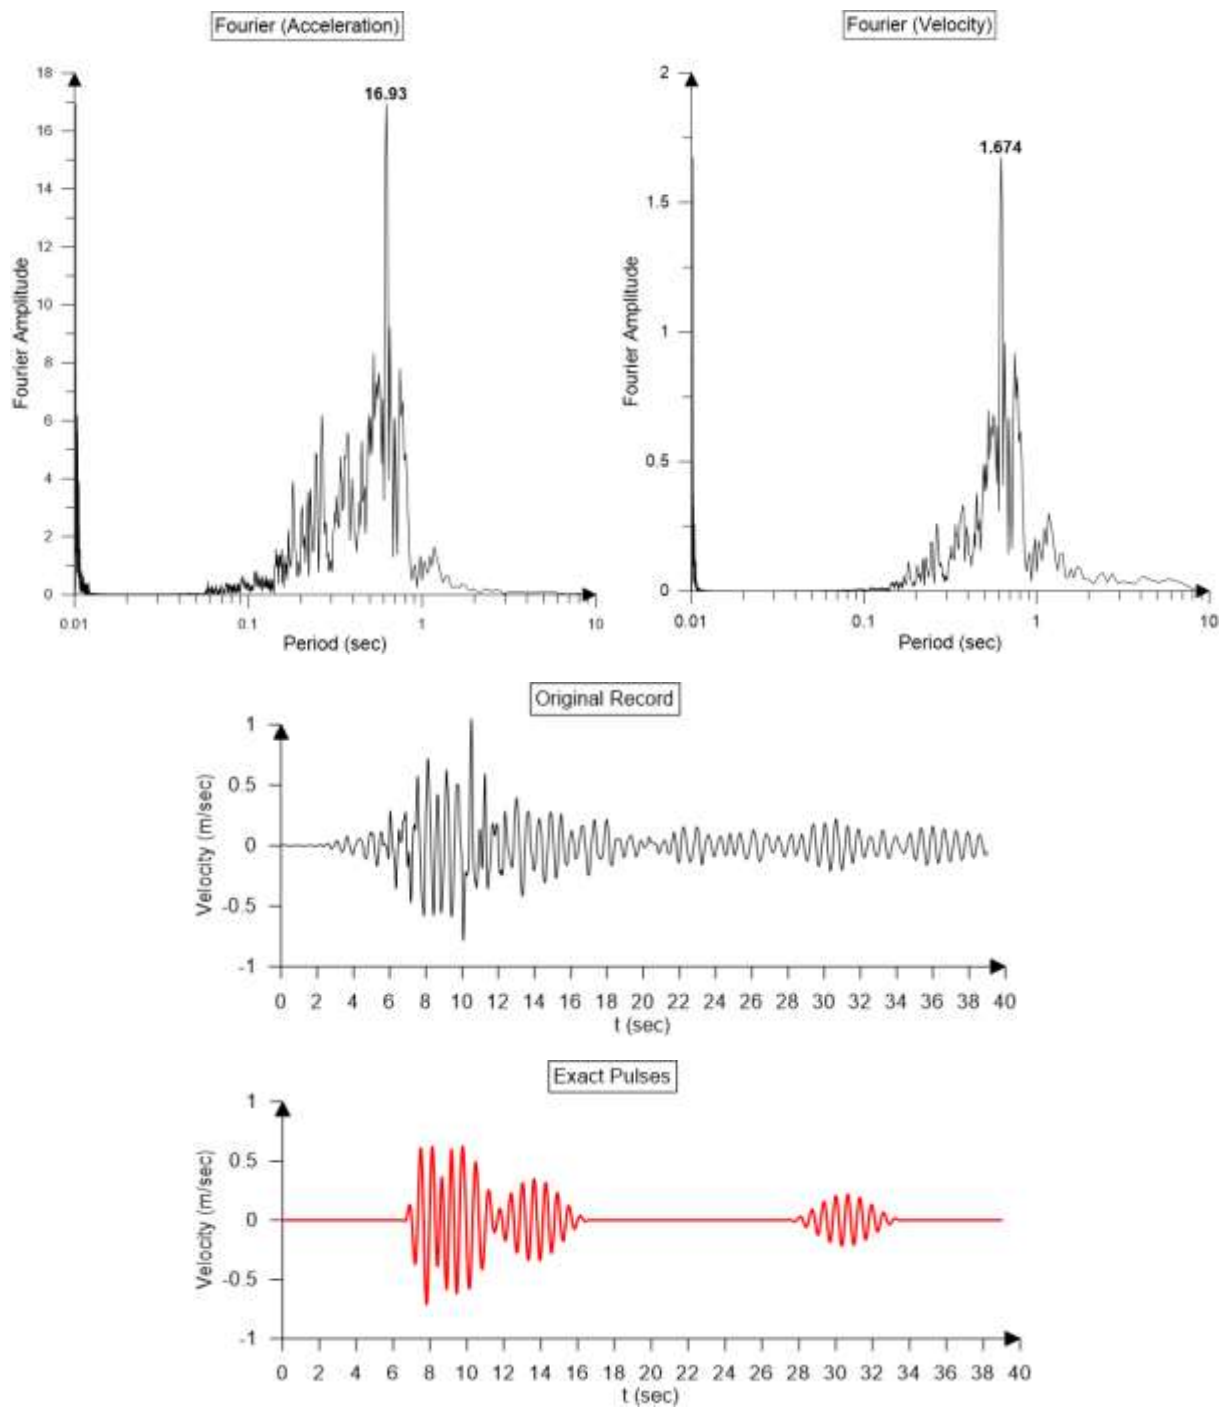 Fourier (Acceleration)
18
16
14
12
10
8
6
4
2
0
16.93
Fourier Amplitude
0.01
0.1
1
10
Period (sec)
Fourier (Velocity)
2
1.5
1
0.5
0
1.674
Fourier Amplitude
0.01
0.1
1
10
Period (sec)
Original Record
1
0.5
0
-0.5
-1
Velocity (m/sec)
0 2 4 6 8 10 12 14 16 18 20 22 24 26 28 30 32 34 36 38 40
t (sec)
Exact Pulses
1
0.5
0
-0.5
-1
Velocity (m/sec)
0 2 4 6 8 10 12 14 16 18 20 22 24 26 28 30 32 34 36 38 40
t (sec)